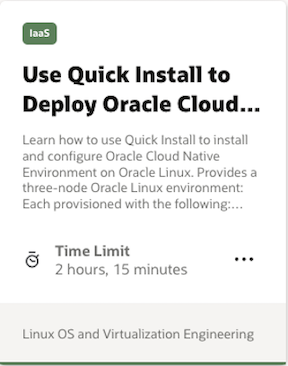 IaaS
Use Quick Install to
Deploy Oracle Cloud...
Learn how to use Quick Install to install
and configure Oracle Cloud Native
Environment on Oracle Linux. Provides a
three-node Oracle Linux environment:
Each provisioned with the following:...
Time Limit
2 hours, 15 minutes
...
Linux OS and Virtualization Engineering